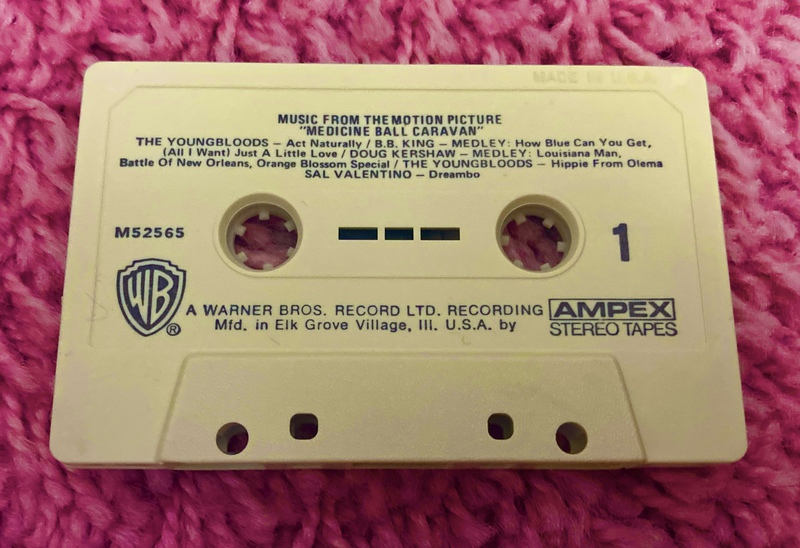 MADE IN U.S.A.
MUSIC FROM THE MOTION PICTURE
"MEDICINE BALL CARAVAN"
THE YOUNGBLOODS – Act Naturally / B.B. KING – MEDLEY: How Blue Can You Get,
(All I Want) Just A Little Love / DOUG KERSHAW – MEDLEY: Louisiana Man,
Battle Of New Orleans, Orange Blossom Special / THE YOUNGBLOODS – Hippie From Olema
SAL VALENTINO – Dreambo
M52565
1
WB
®
A WARNER BROS. RECORD LTD. RECORDING
Mfd. in Elk Grove Village, Ill. U.S.A. by
AMPEX
STEREO TAPES